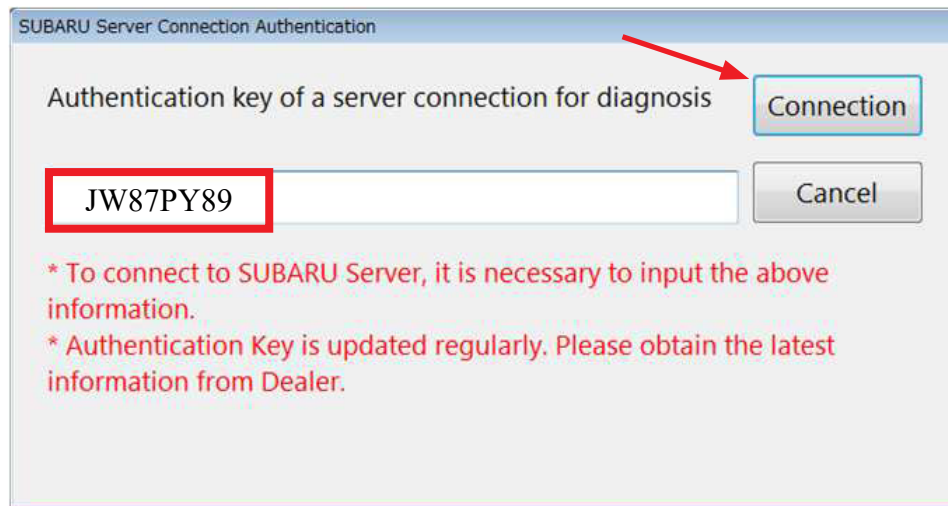 SUBARU Server Connection Authentication
Authentication key of a server connection for diagnosis
Connection
JW87PY89
Cancel
* To connect to SUBARU Server, it is necessary to input the above
information.
* Authentication Key is updated regularly. Please obtain the latest
information from Dealer.